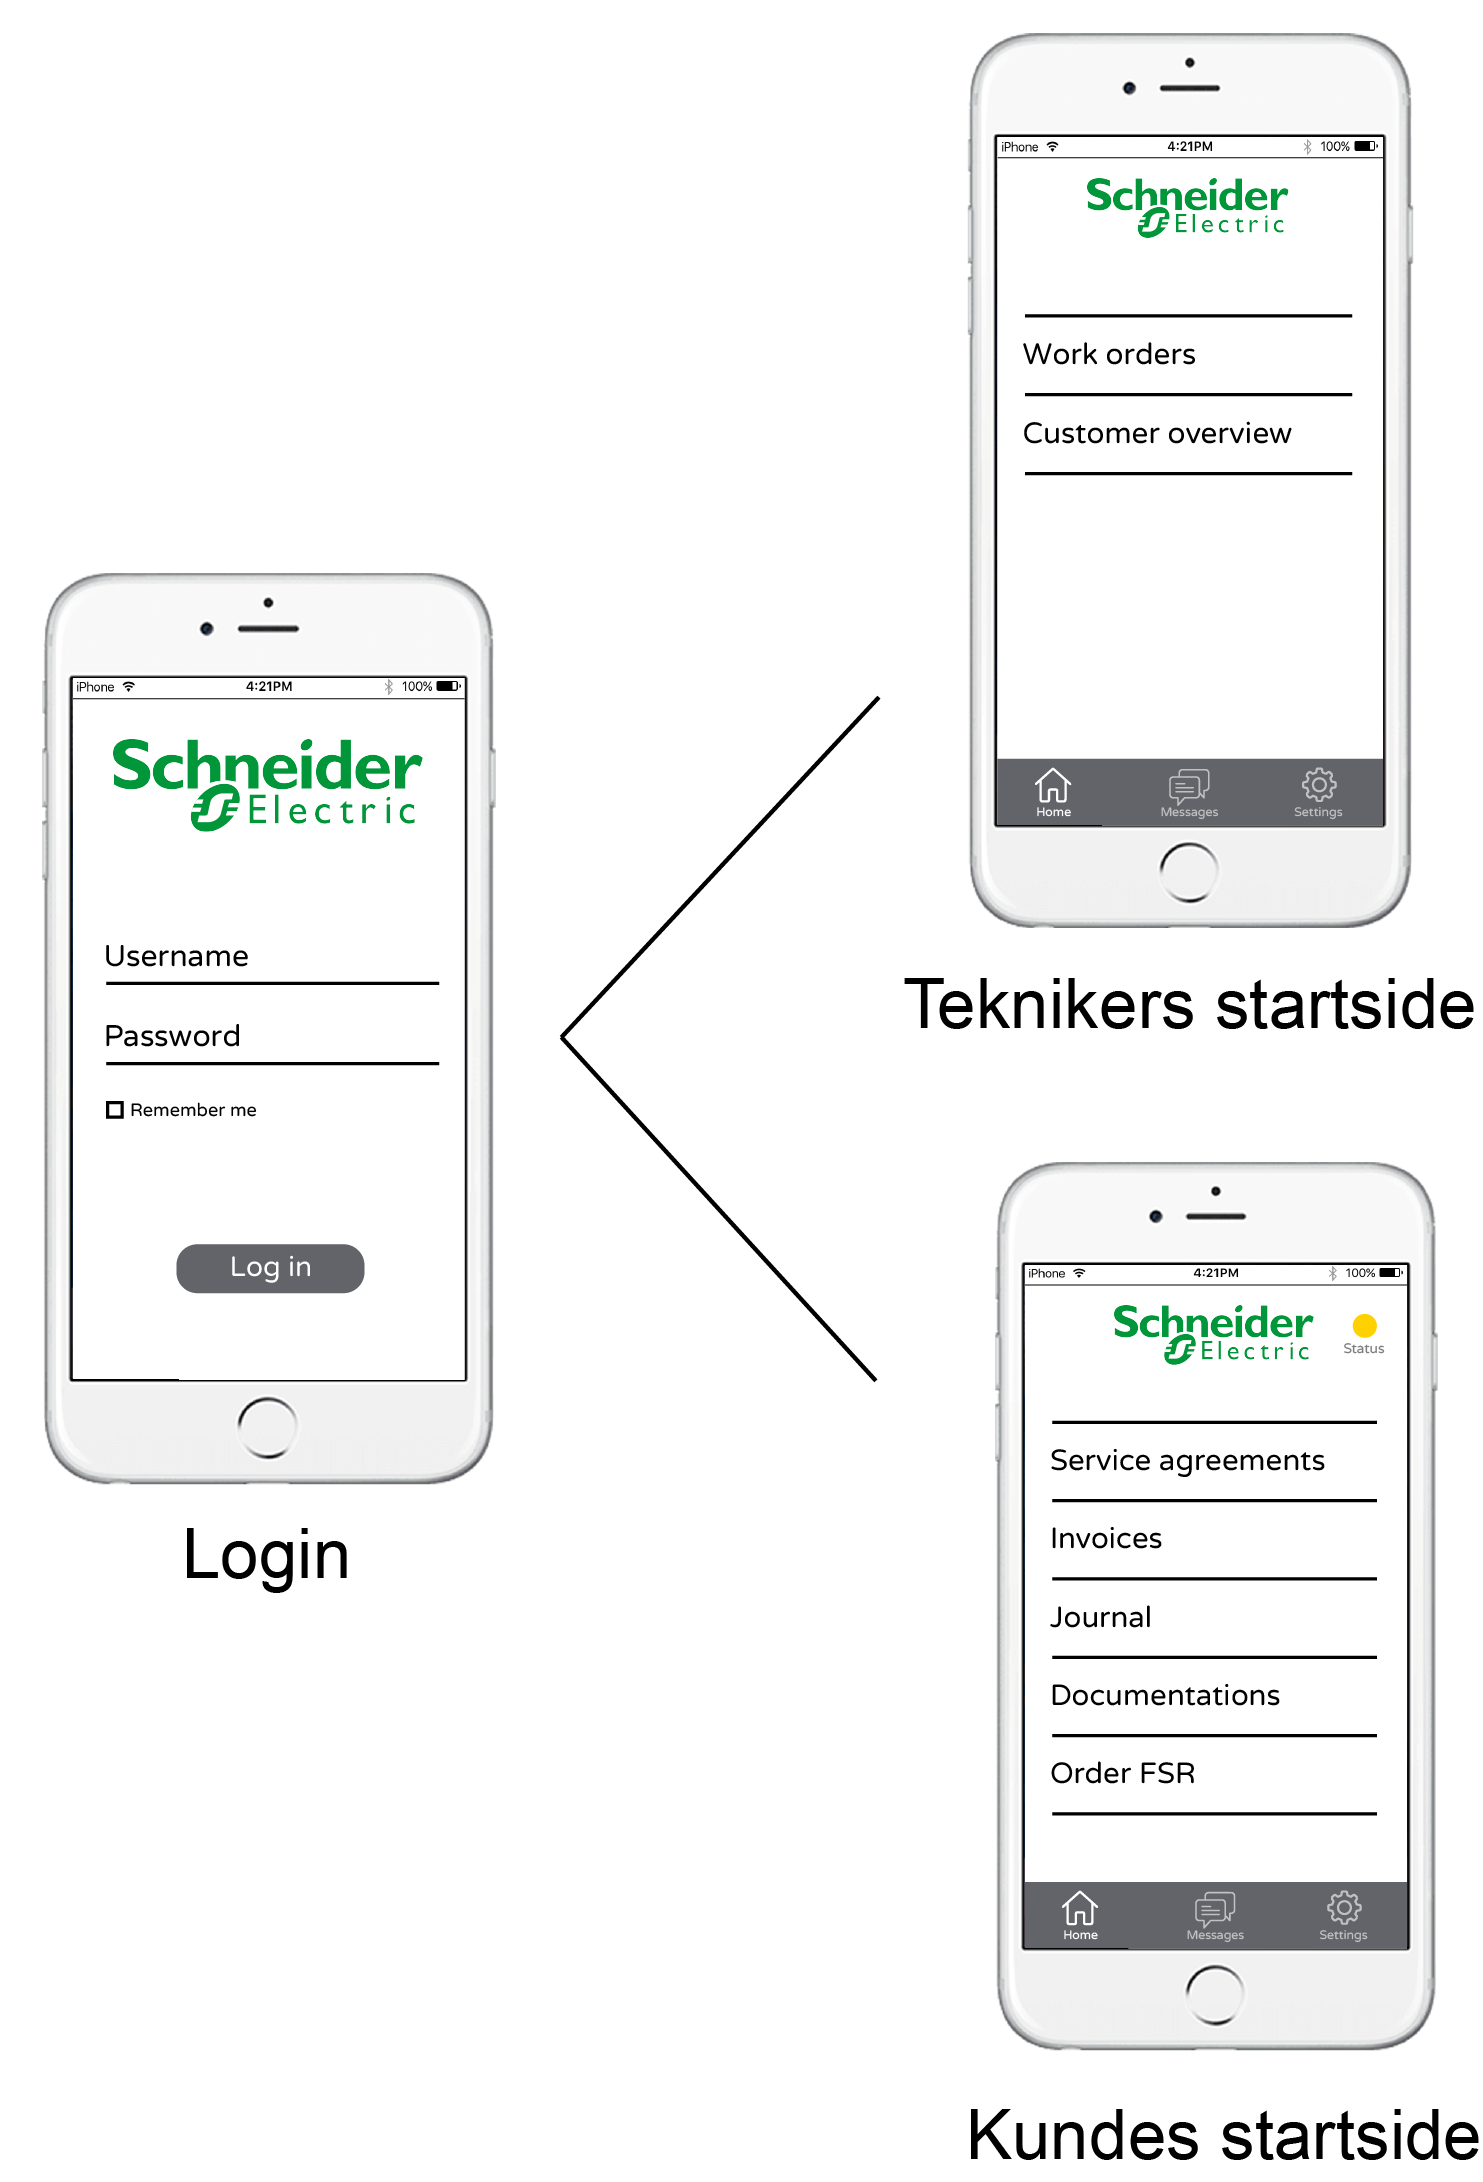 iPhone 4:21PM 100%
Schneider
Electric
Username
Password
Remember me
Log in
Login
iPhone 4:21PM 100%
Schneider
Electric
Work orders
Customer overview
Home Messages Settings
Teknikers startside
iPhone 4:21PM 100%
Schneider
Electric
Status
Service agreements
Invoices
Journal
Documentations
Order FSR
Home Messages Settings
Kundes startside